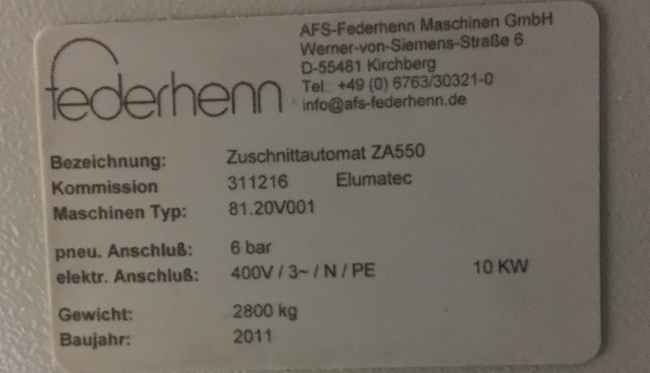 federhenn
AFS-Federhenn Maschinen GmbH
Werner-von-Siemens-Straße 6
D-55481 Kirchberg
Tel.: +49 (0) 6763/30321-0
info@afs-federhenn.de
Bezeichnung: Zuschnittautomat ZA550
Kommission 311216 Elumatec
Maschinen Typ: 81.20V001
pneu. Anschluß: 6 bar
elektr. Anschluß: 400V / 3~ / N / PE 10 KW
Gewicht: 2800 kg
Baujahr: 2011